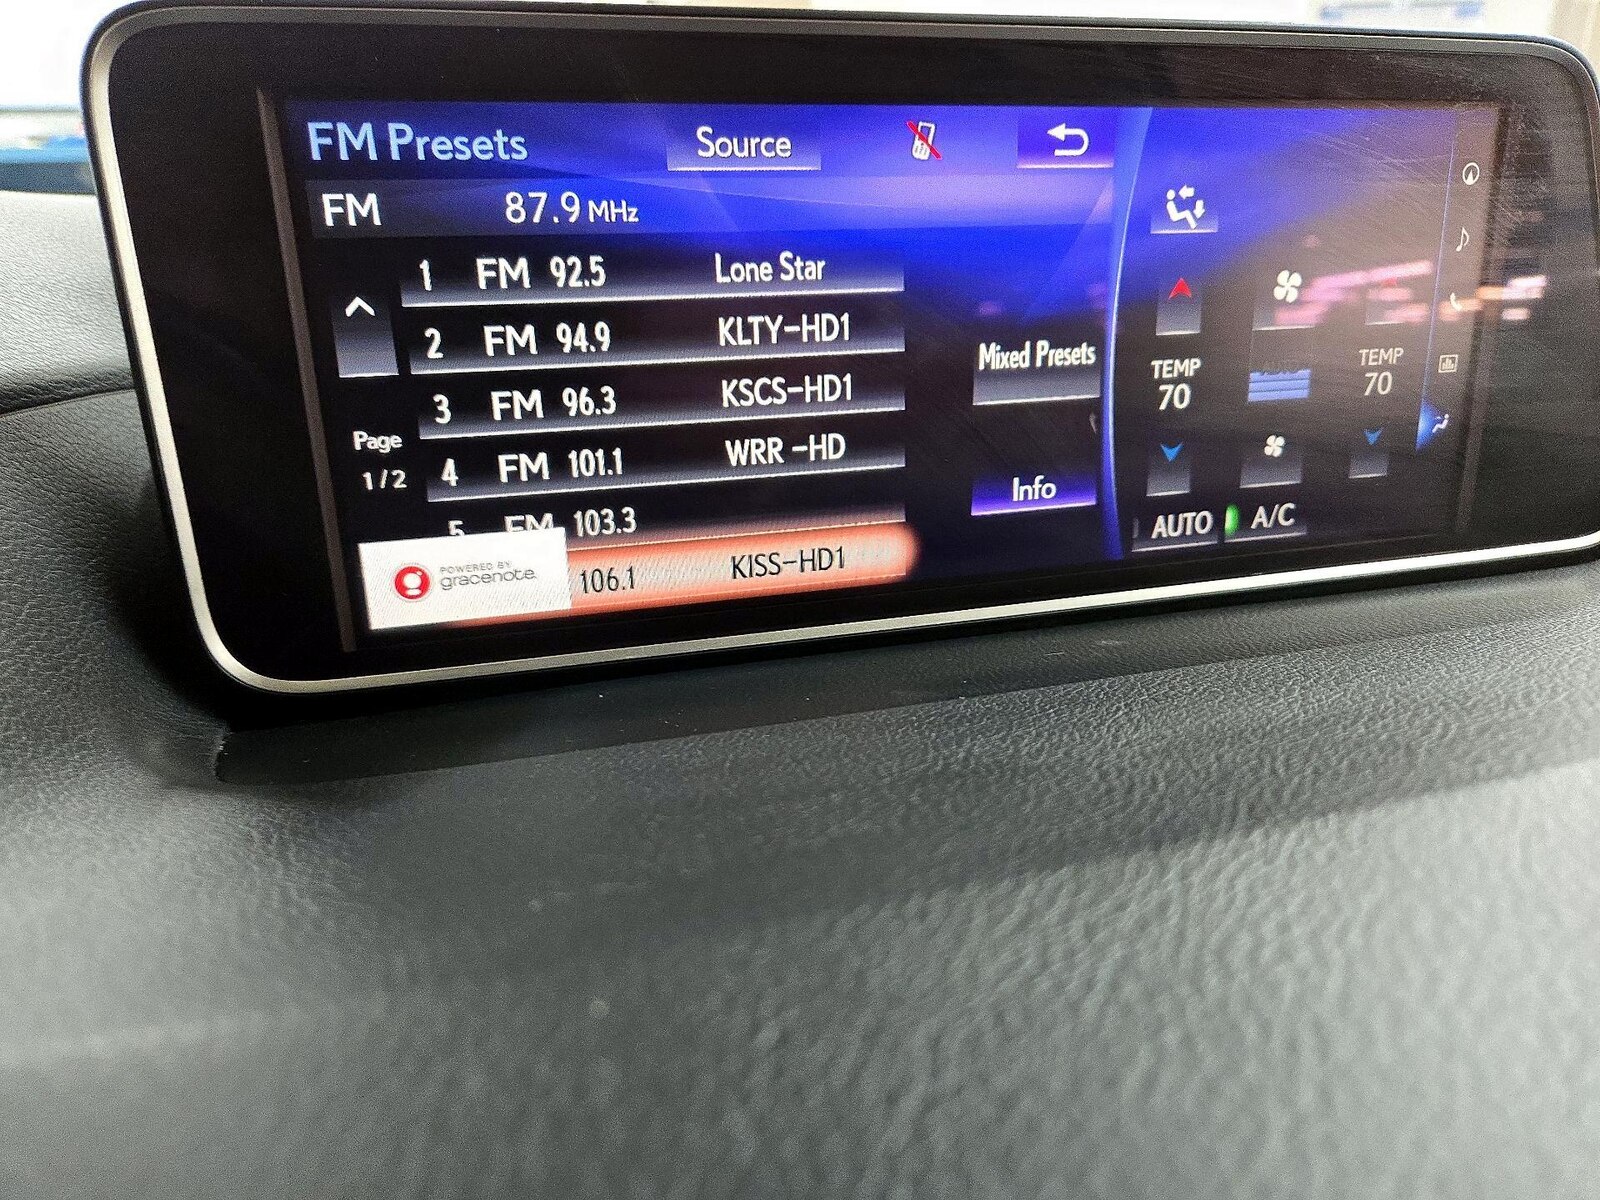 FM Presets Source
FM 87.9 MHz
1 FM 92.5 Lone Star
2 FM 94.9 KLTY-HD1
3 FM 96.3 KSCS-HD1
4 FM 101.1 WRR -HD
5 FM 103.3
106.1 KISS-HD1
POWERED BY
gracenote.
Page
1/2
Mixed Presets
Info
TEMP
70
TEMP
70
AUTO A/C